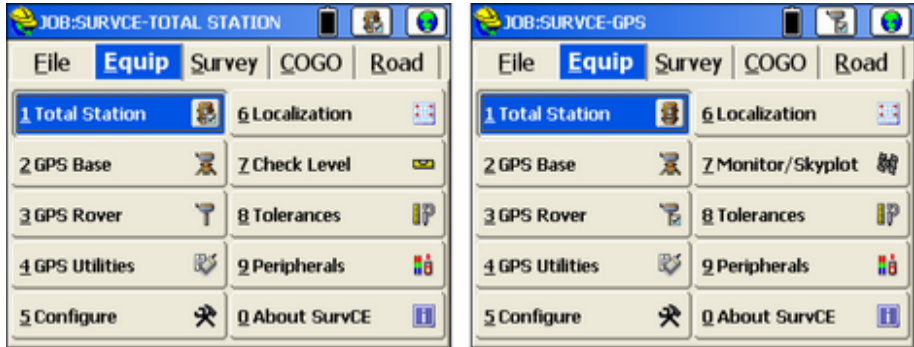 JOB:SURVCE-TOTAL STATION
File Equip Survey COGO Road
1 Total Station 6 Localization
2 GPS Base 7 Check Level
3 GPS Rover 8 Tolerances
4 GPS Utilities 9 Peripherals
5 Configure 0 About SurvCE
JOB:SURVCE-GPS
File Equip Survey COGO Road
1 Total Station 6 Localization
2 GPS Base 7 Monitor/Skyplot
3 GPS Rover 8 Tolerances
4 GPS Utilities 9 Peripherals
5 Configure 0 About SurvCE